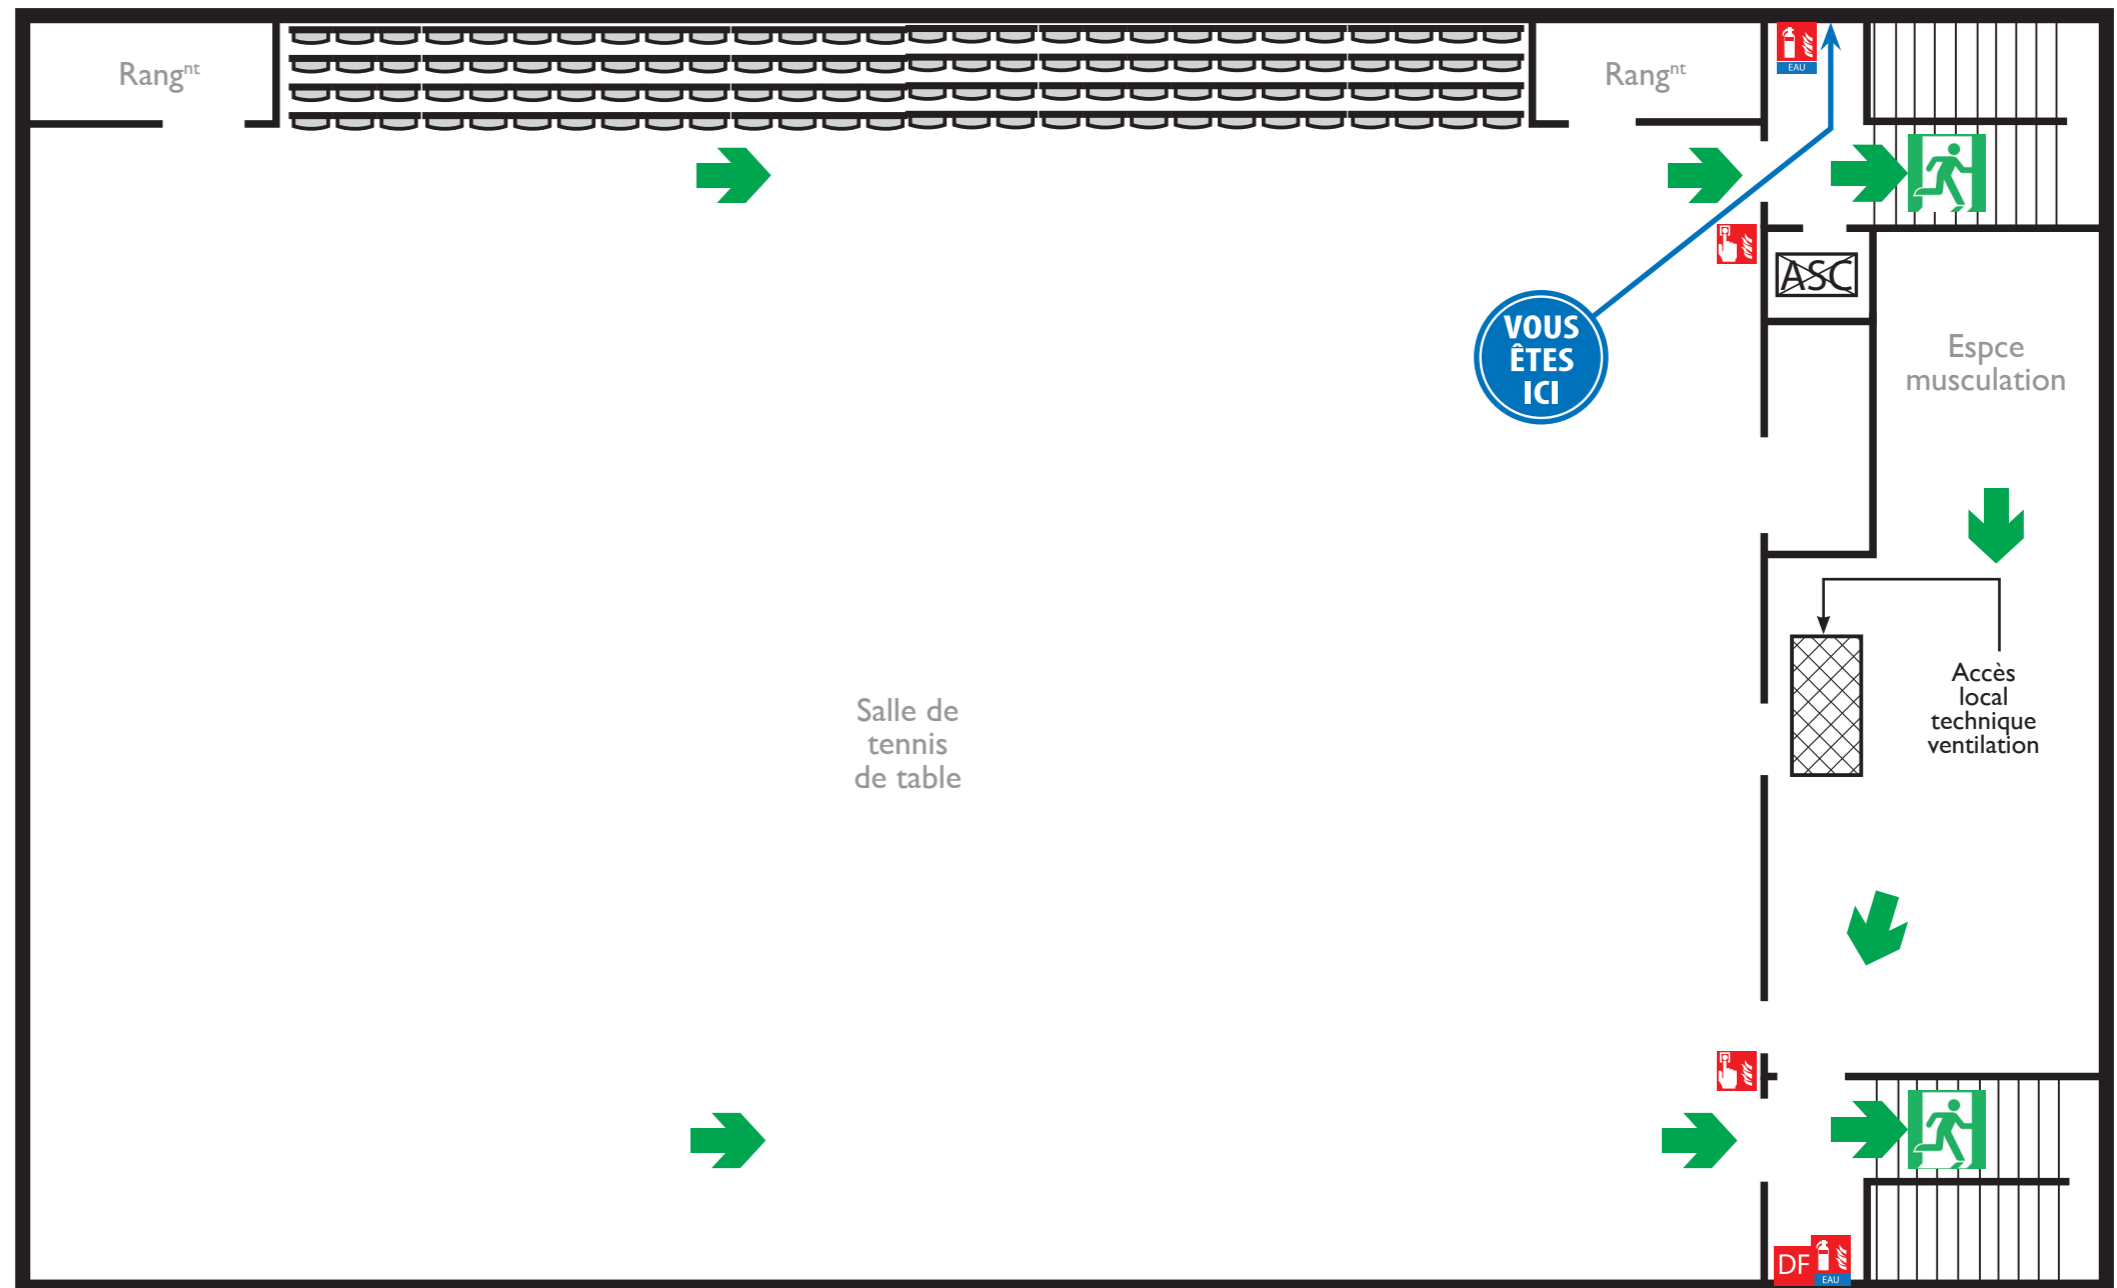 Rangnt
Rangnt
EAU
ASC
VOUS
ÊTES
ICI
Espce
musculation
Accès
local
technique
ventilation
Salle de
tennis
de table
DF
EAU